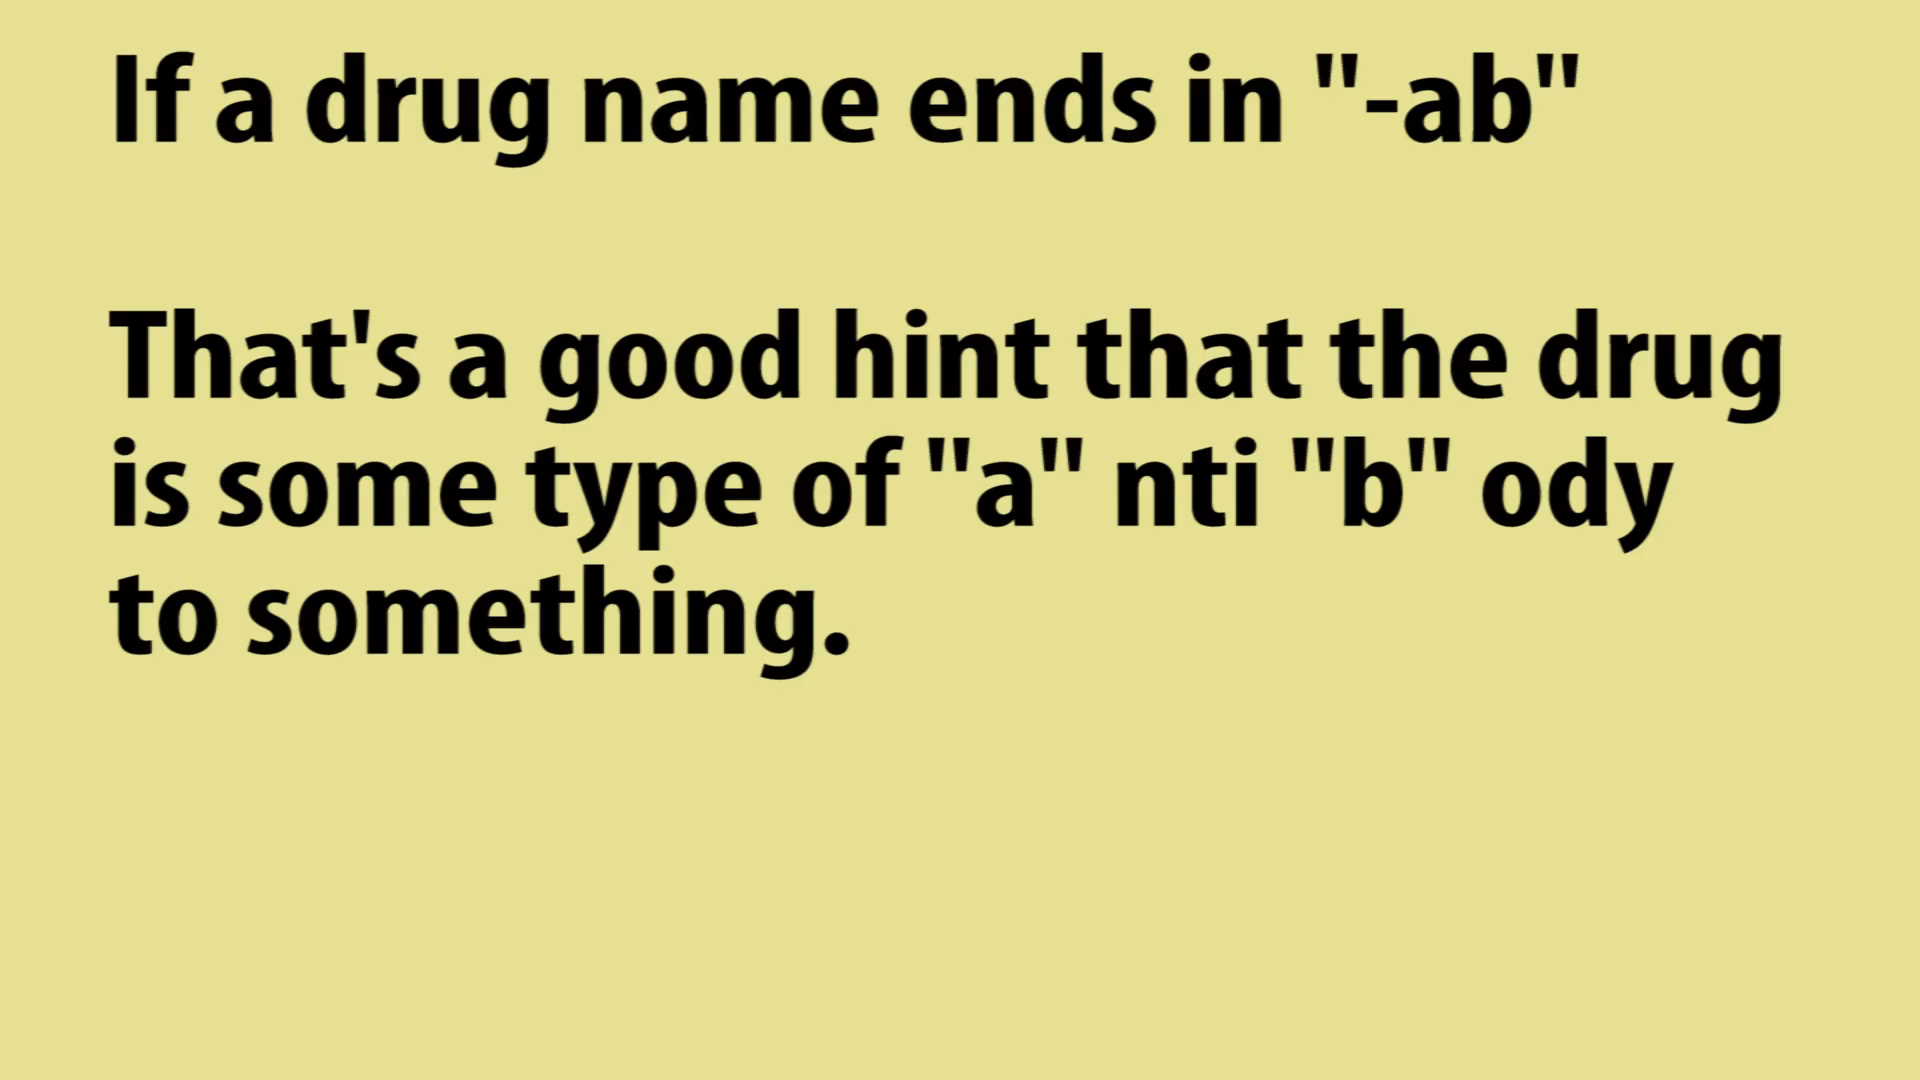 If a drug name ends in "-ab"
That's a good hint that the drug
is some type of "a" nti "b" ody
to something.